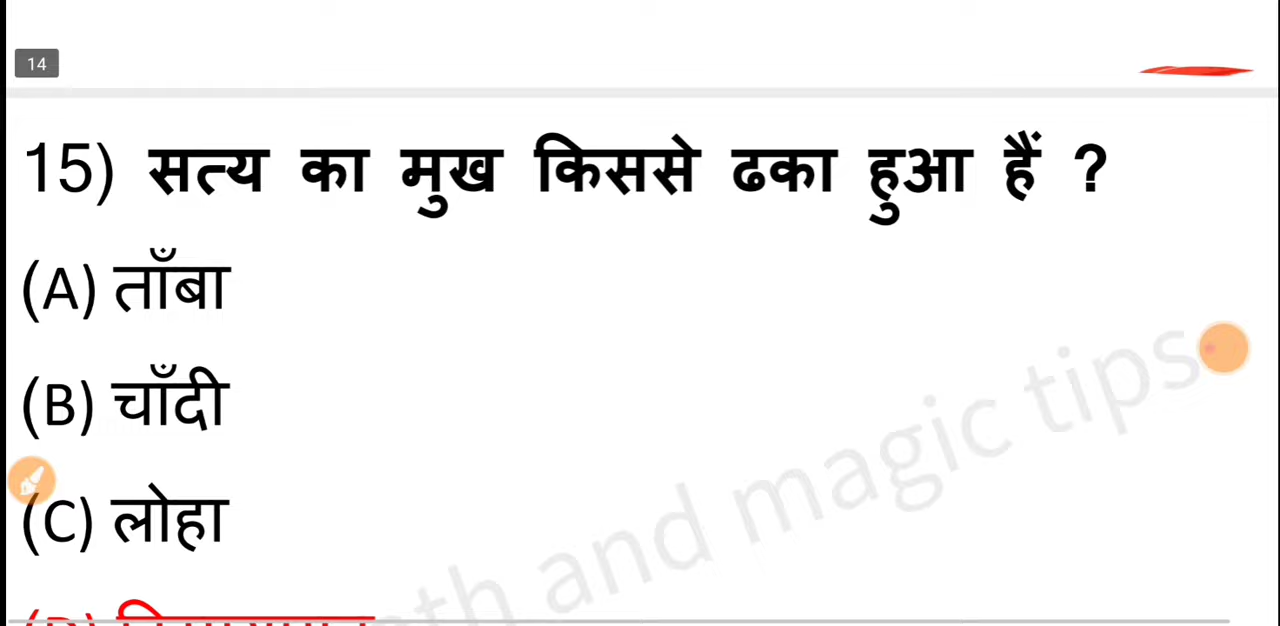 14
15) सत्य का मुख किससे ढका हुआ हैं ?
(A) ताँबा
(B) चाँदी
(C) लोहा
and magic tips